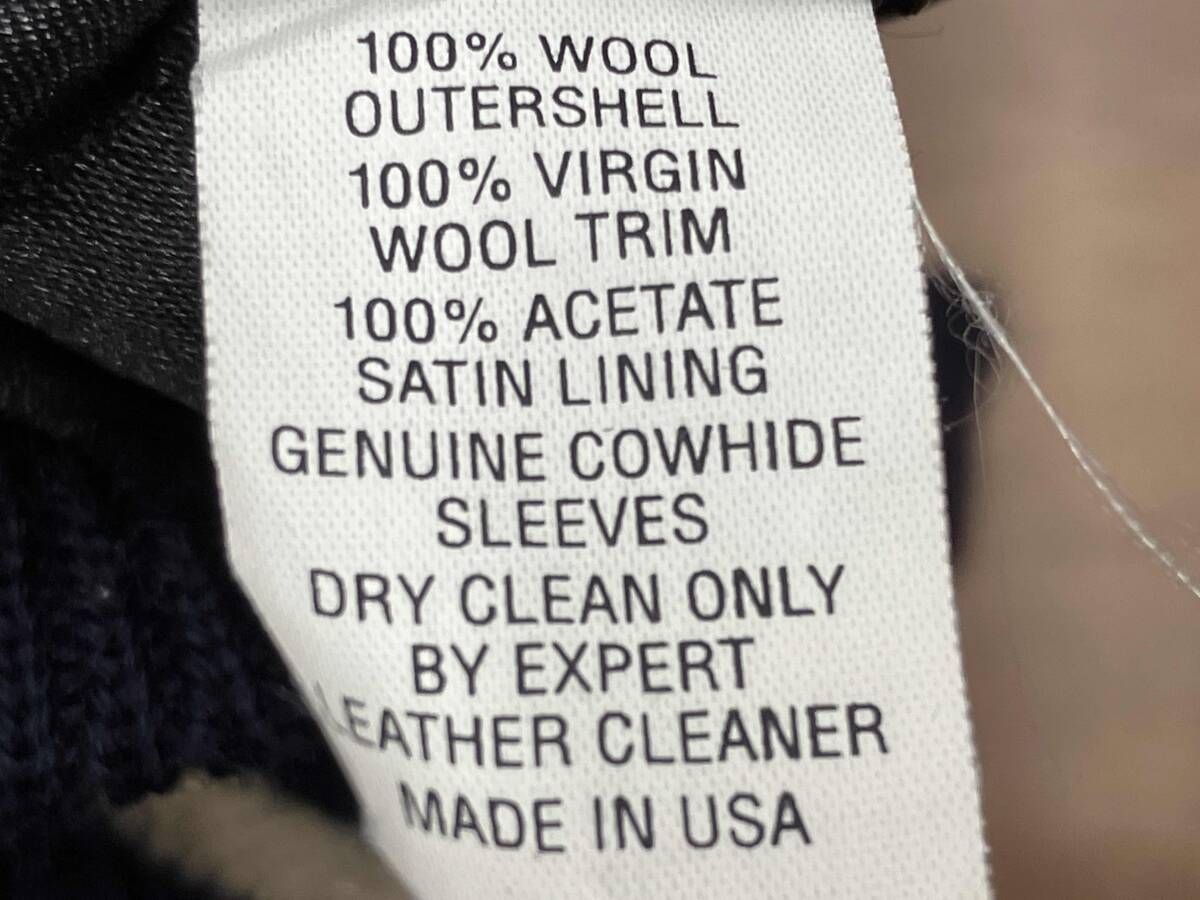 100% WOOL
OUTERSHELL
100% VIRGIN
WOOL TRIM
100% ACETATE
SATIN LINING
GENUINE COWHIDE
SLEEVES
DRY CLEAN ONLY
BY EXPERT
LEATHER CLEANER
MADE IN USA